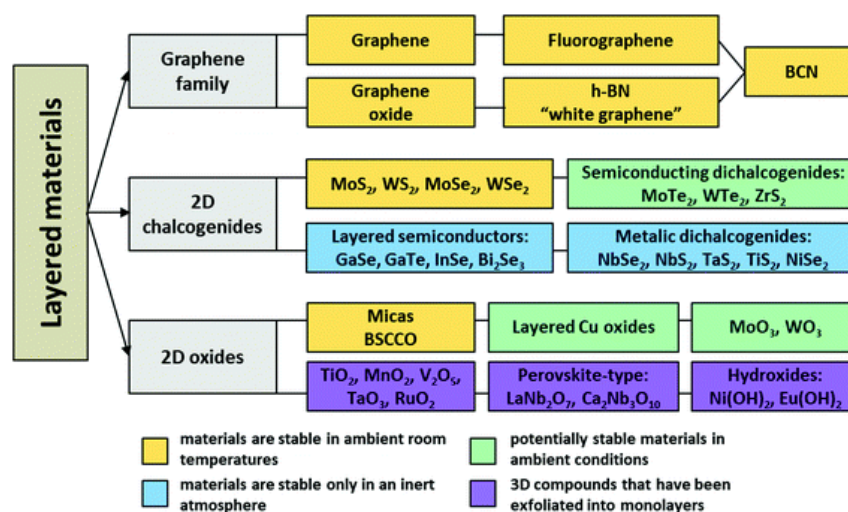 Layered materials
Graphene
family
Graphene
Fluorographene
BCN
Graphene
oxide
h-BN
“white graphene”
2D
chalcogenides
MoS₂, WS₂, MoSe₂, WSe₂
Semiconducting dichalcogenides:
MoTe₂, WTe₂, ZrS₂
Layered semiconductors:
GaSe, GaTe, InSe, Bi₂Se₃
Metalic dichalcogenides:
NbSe₂, NbS₂, TaS₂, TiS₂, NiSe₂
2D oxides
Micas
BSCCO
Layered Cu oxides
MoO₃, WO₃
TiO₂, MnO₂, V₂O₅,
TaO₃, RuO₂
Perovskite-type:
LaNb₂O₇, Ca₂Nb₃O₁₀
Hydroxides:
Ni(OH)₂, Eu(OH)₂
materials are stable in ambient room
temperatures
potentially stable materials in
ambient conditions
materials are stable only in an inert
atmosphere
3D compounds that have been
exfoliated into monolayers